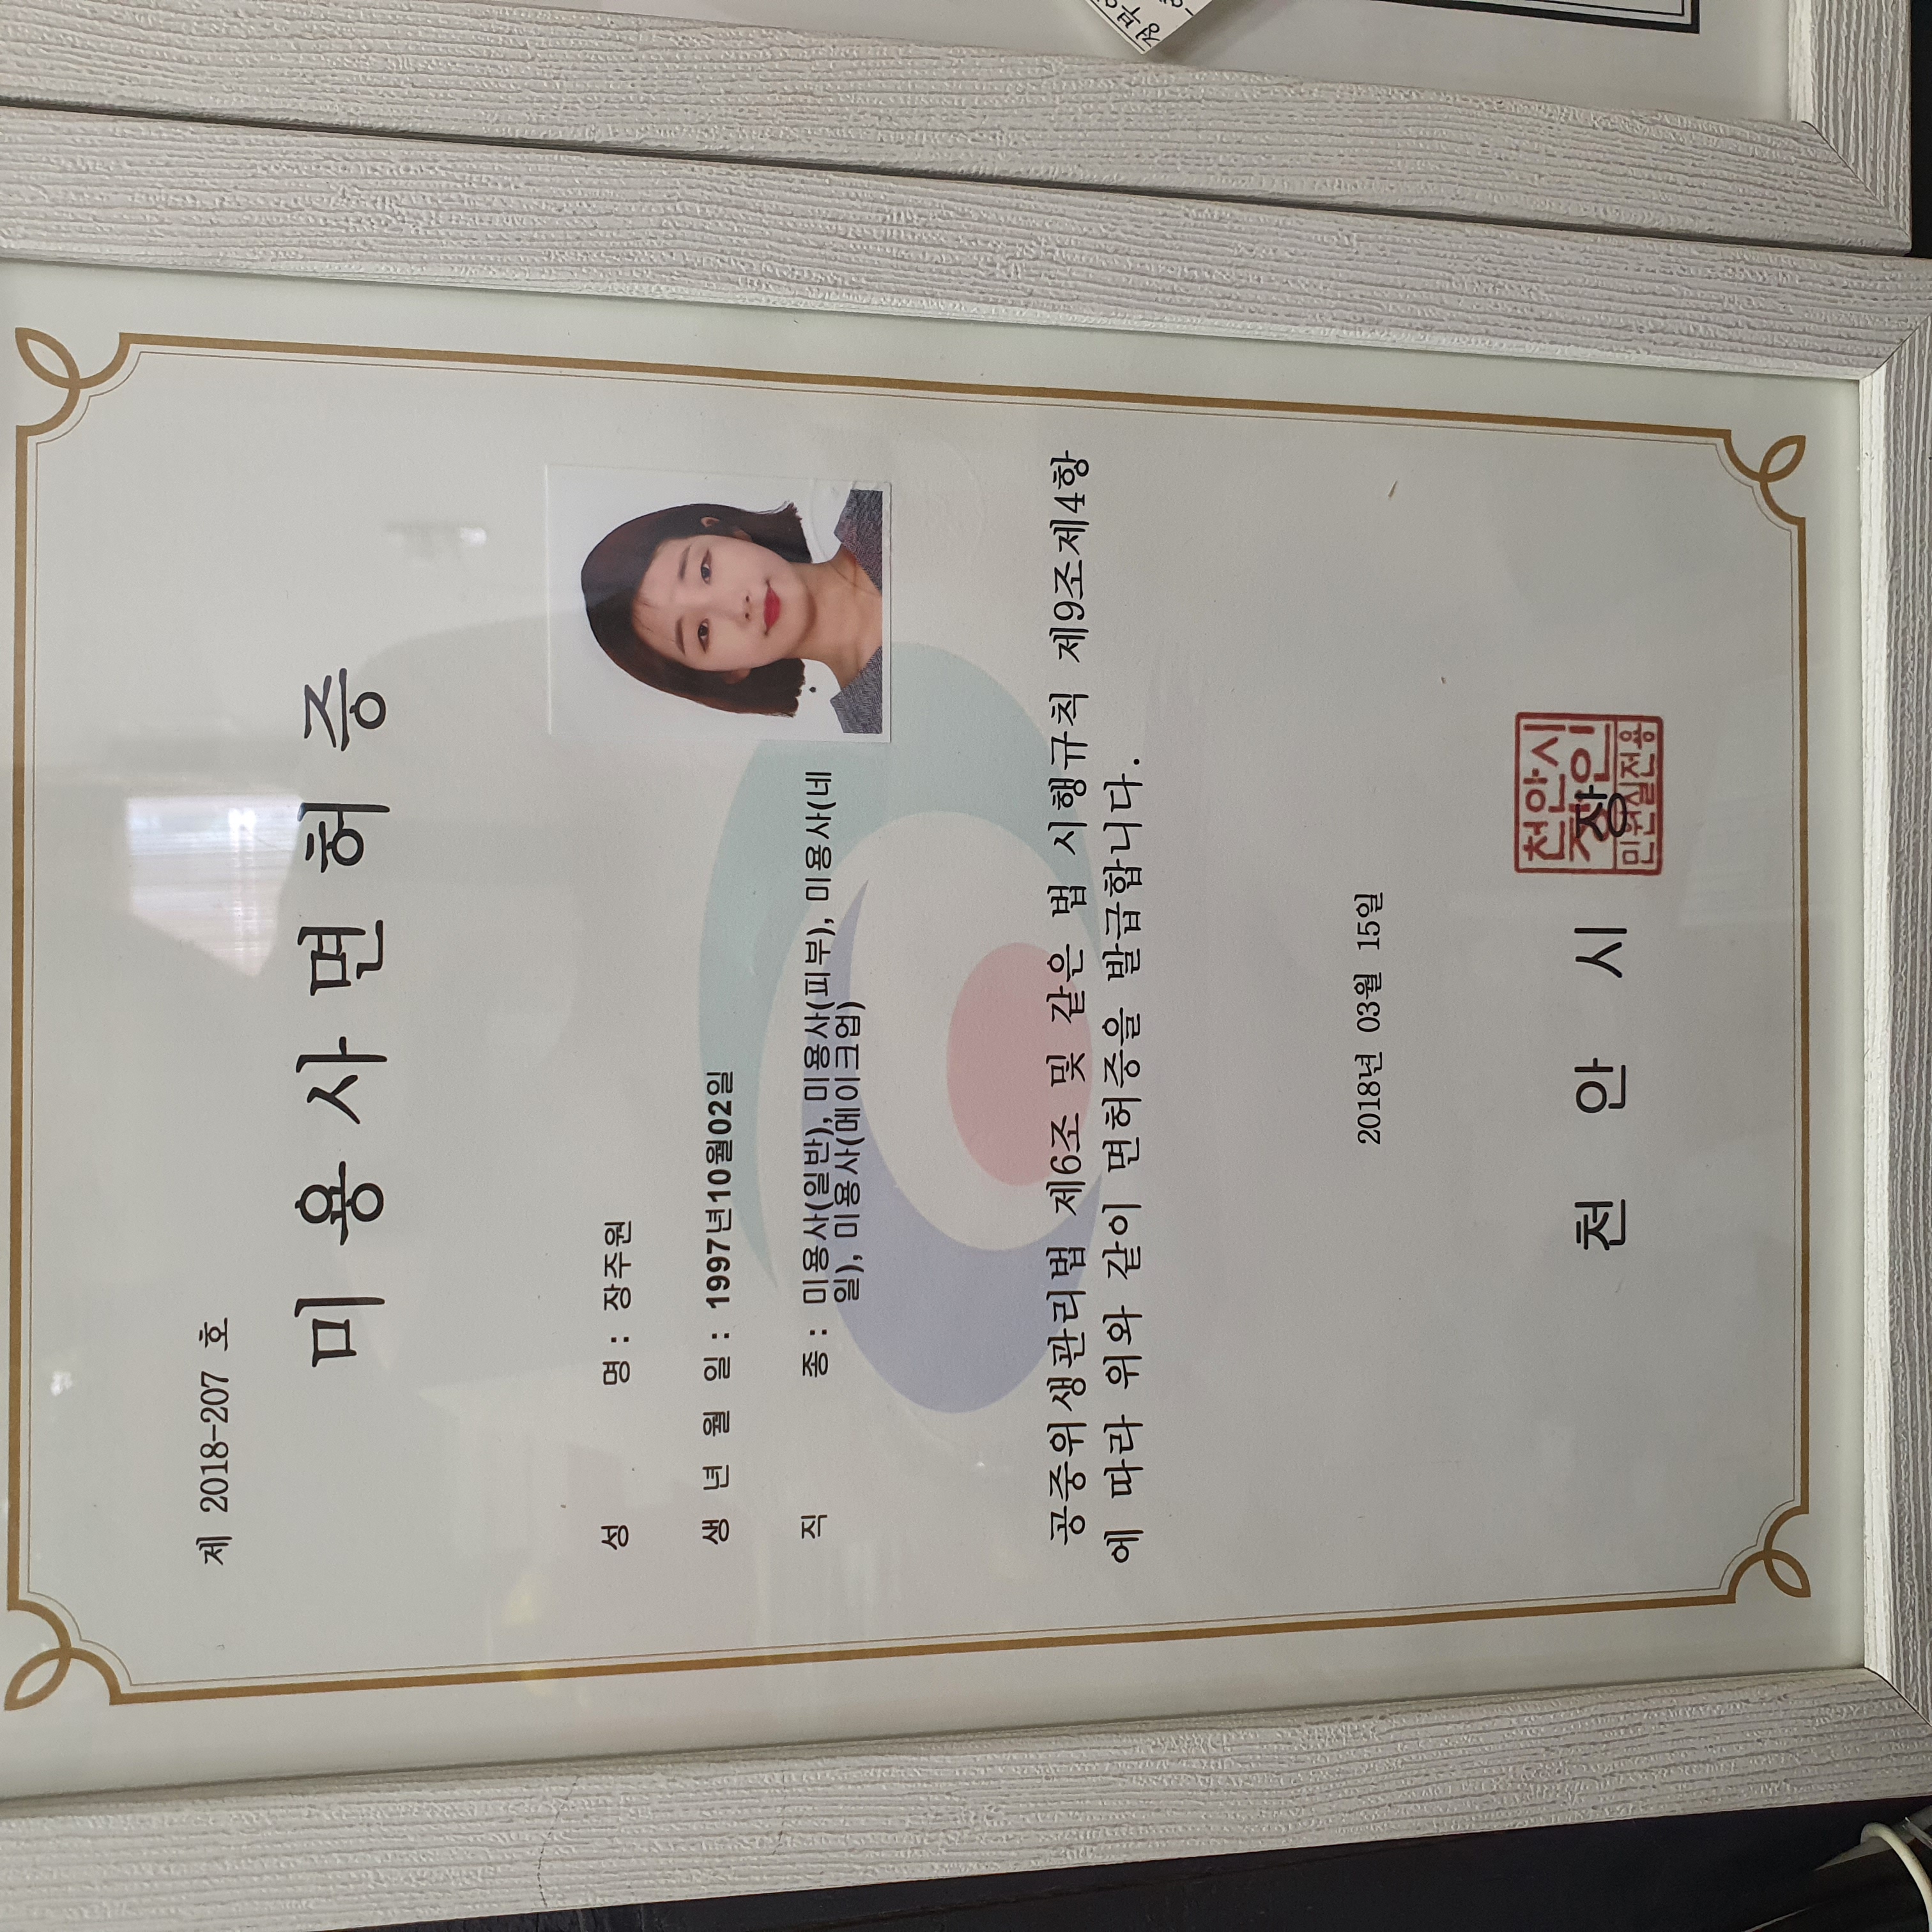 제 2018-207 호
미용사면허증
성 명 : 장주원
생 년 월 일 : 1997년10월02일
직 종 : 미용사(일반), 미용사(피부), 미용사(네
일), 미용사(메이크업)
공중위생관리법 제6조 및 같은 법 시행규칙 제9조제4항
에 따라 위와 같이 면허증을 발급합니다.
2018년 03월 15일
천 안 시 장
천안시
장인
민원실전용